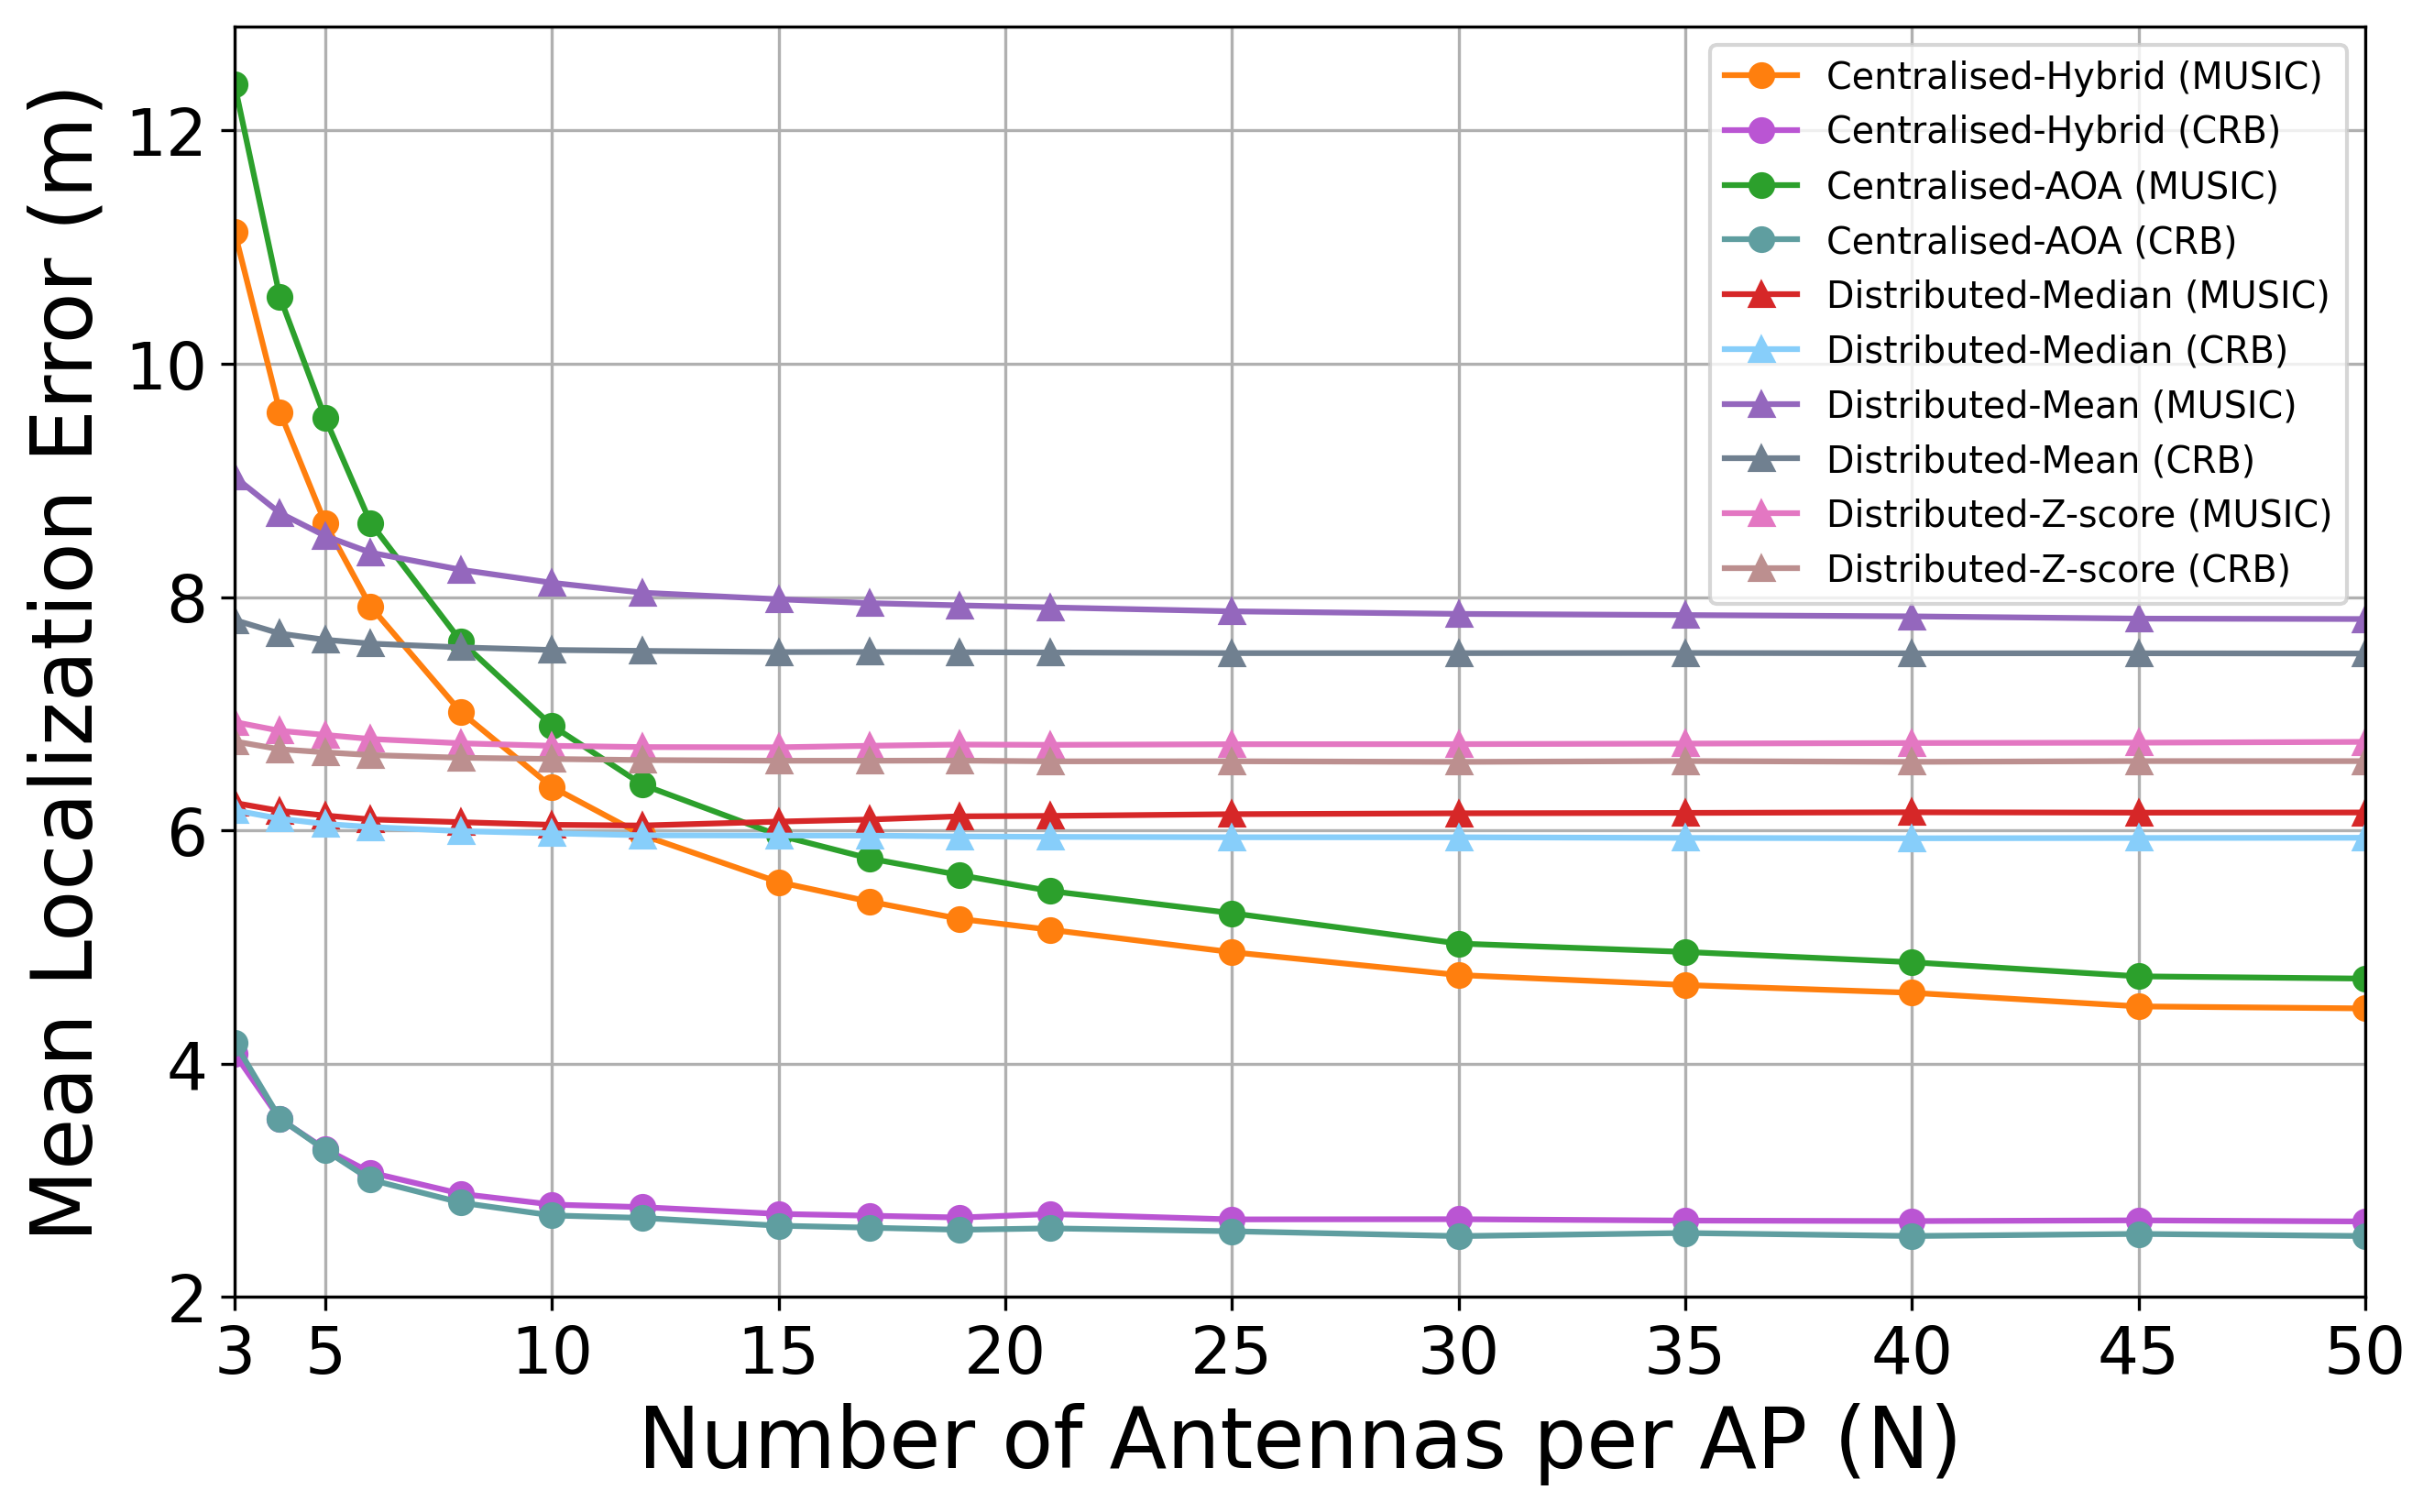 Mean Localization Error (m)
12
10
8
6
4
2
3 5 10 15 20 25 30 35 40 45 50
Number of Antennas per AP (N)
Centralised-Hybrid (MUSIC)
Centralised-Hybrid (CRB)
Centralised-AOA (MUSIC)
Centralised-AOA (CRB)
Distributed-Median (MUSIC)
Distributed-Median (CRB)
Distributed-Mean (MUSIC)
Distributed-Mean (CRB)
Distributed-Z-score (MUSIC)
Distributed-Z-score (CRB)